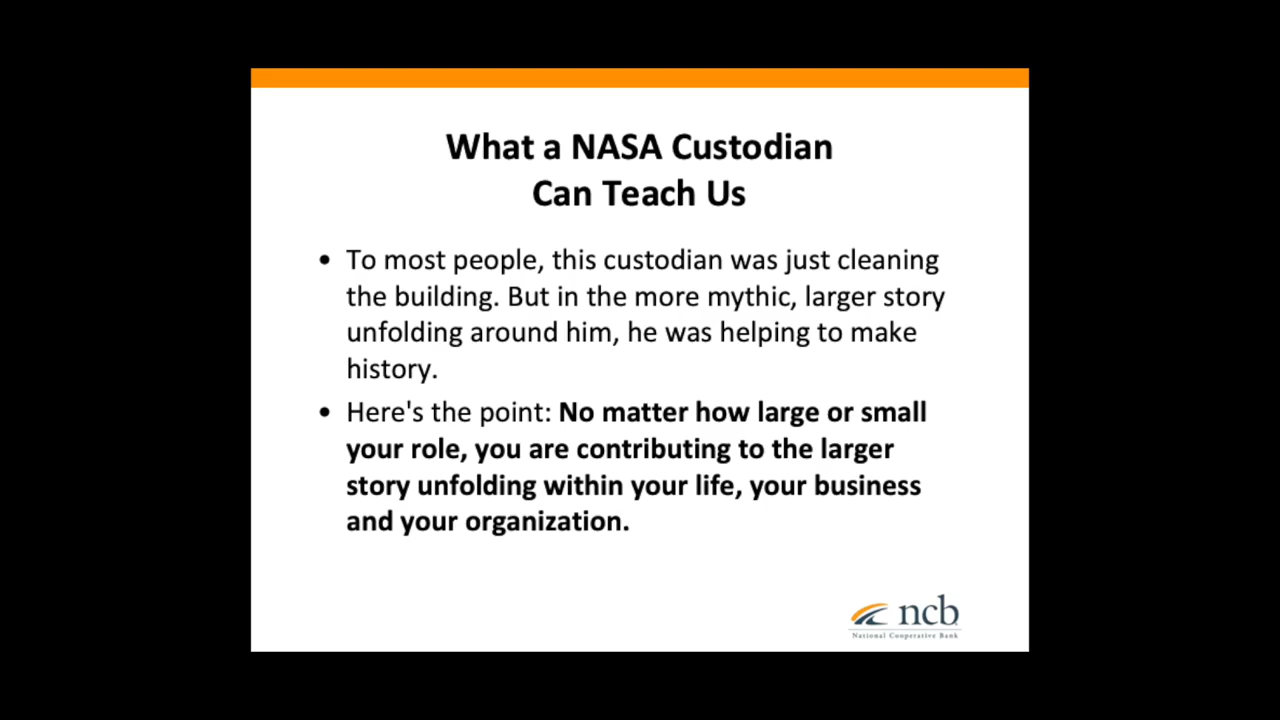 What a NASA Custodian
Can Teach Us
• To most people, this custodian was just cleaning
the building. But in the more mythic, larger story
unfolding around him, he was helping to make
history.
• Here's the point: No matter how large or small
your role, you are contributing to the larger
story unfolding within your life, your business
and your organization.
ncb
National Cooperative Bank